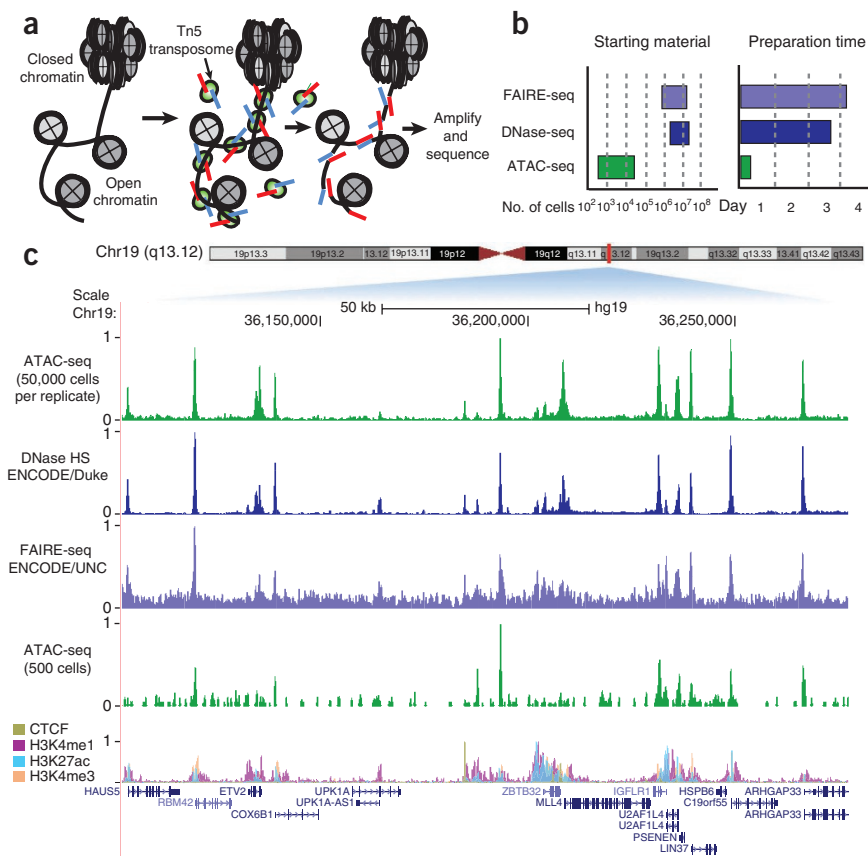 a
Tn5
transposome
Closed
chromatin
Open
chromatin
Amplify
and
sequence
b
Starting material
Preparation time
FAIRE-seq
DNase-seq
ATAC-seq
No. of cells 10² 10³ 10⁴ 10⁵ 10⁶ 10⁷ 10⁸
Day 1 2 3 4
c
Chr19 (q13.12)
19p13.3 19p13.2 13.12 19p13.11 19p12 19q12 q13.11 q13.12 19q13.2 q13.32 q13.33 13.41 q13.42 q13.43
Scale
50 kb hg19
Chr19:
36,150,000 36,200,000 36,250,000
1
ATAC-seq
(50,000 cells
per replicate)
0
1
DNase HS
ENCODE/Duke
0
1
FAIRE-seq
ENCODE/UNC
0
1
ATAC-seq
(500 cells)
0
CTCF
H3K4me1
H3K27ac
H3K4me3
1
0
HAUS5 ETV2 UPK1A ZBTB32 IGFLR1 HSPB6 ARHGAP33
RBM42 UPK1A-AS1 MLL4 C19orf55
COX6B1 U2AF1L4 ARHGAP33
U2AF1L4
PSENEN
LIN37